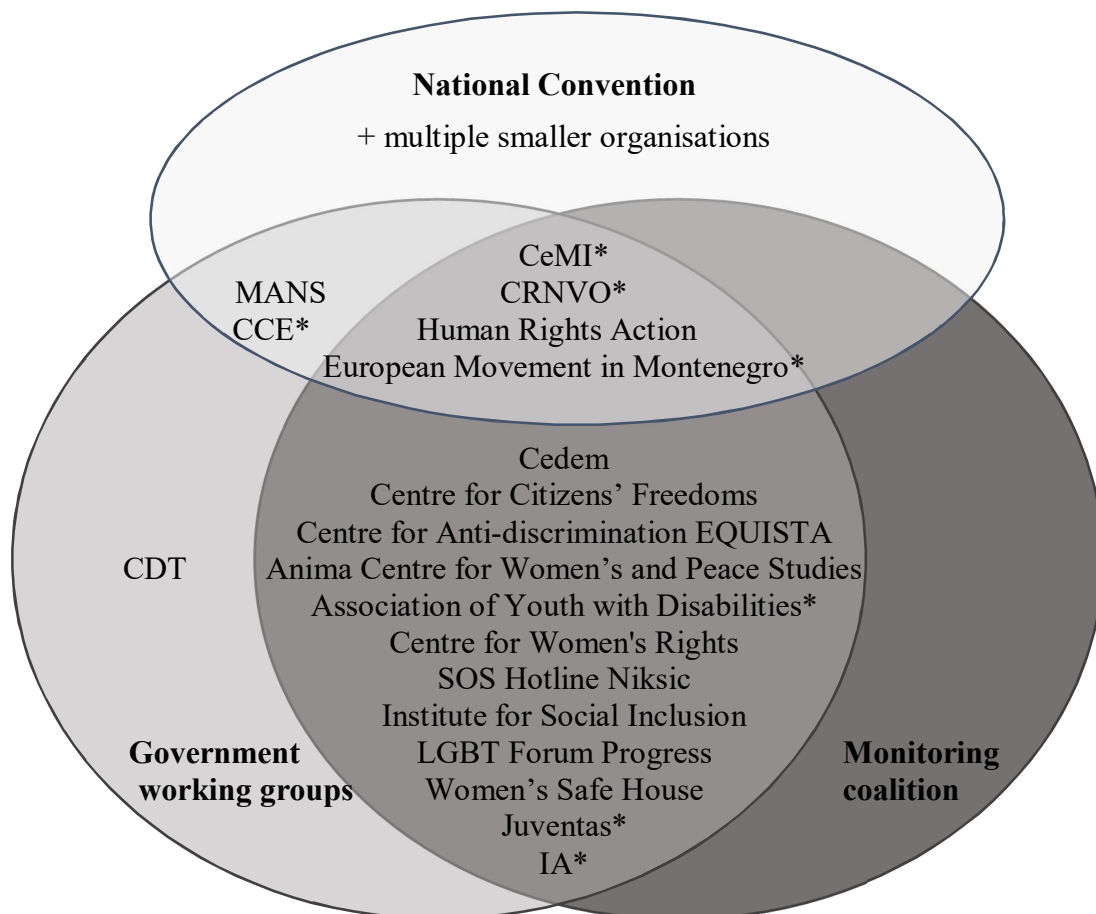 National Convention
+ multiple smaller organisations
CeMI*
MANS
CRNVO*
CCE*
Human Rights Action
European Movement in Montenegro*
Cedem
Centre for Citizens’ Freedoms
Centre for Anti-discrimination EQUISTA
CDT
Anima Centre for Women’s and Peace Studies
Association of Youth with Disabilities*
Centre for Women's Rights
SOS Hotline Niksic
Institute for Social Inclusion
Government
working groups
LGBT Forum Progress
Women’s Safe House
Juventas*
IA*
Monitoring
coalition